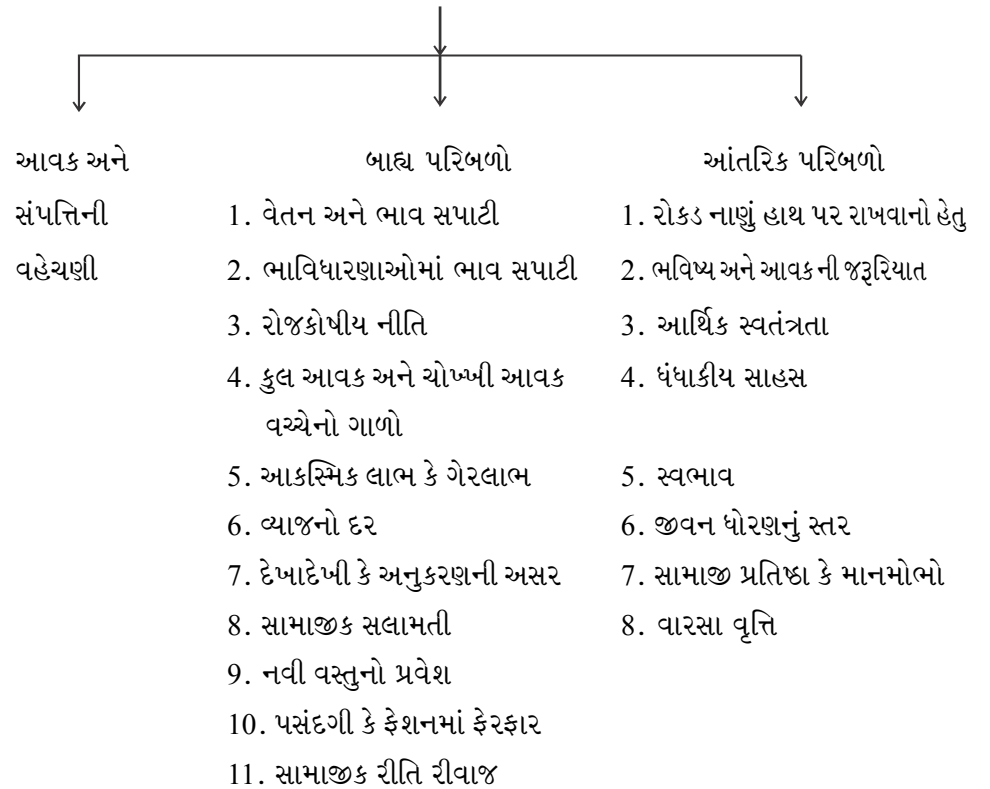 આવક અને
સંપત્તિની
વહેચણી
બાહ્ય પરિબળો
1. વેતન અને ભાવ સપાટી
2. ભાવિધારણાઓમાં ભાવ સપાટી
3. રોજકોષીય નીતિ
4. કુલ આવક અને ચોખ્ખી આવક
વચ્ચેનો ગાળો
5. આકસ્મિક લાભ કે ગેરલાભ
6. વ્યાજનો દર
7. દેખાદેખી કે અનુકરણની અસર
8. સામાજીક સલામતી
9. નવી વસ્તુનો પ્રવેશ
10. પસંદગી કે ફેશનમાં ફેરફાર
11. સામાજીક રીતિ રીવાજ
આંતરિક પરિબળો
1. રોકડ નાણું હાથ પર રાખવાનો હેતુ
2. ભવિષ્ય અને આવકની જરૂરિયાત
3. આર્થિક સ્વતંત્રતા
4. ધંધાકીય સાહસ
5. સ્વભાવ
6. જીવન ધોરણનું સ્તર
7. સામાજી પ્રતિષ્ઠા કે માનમોભો
8. વારસા વૃત્તિ